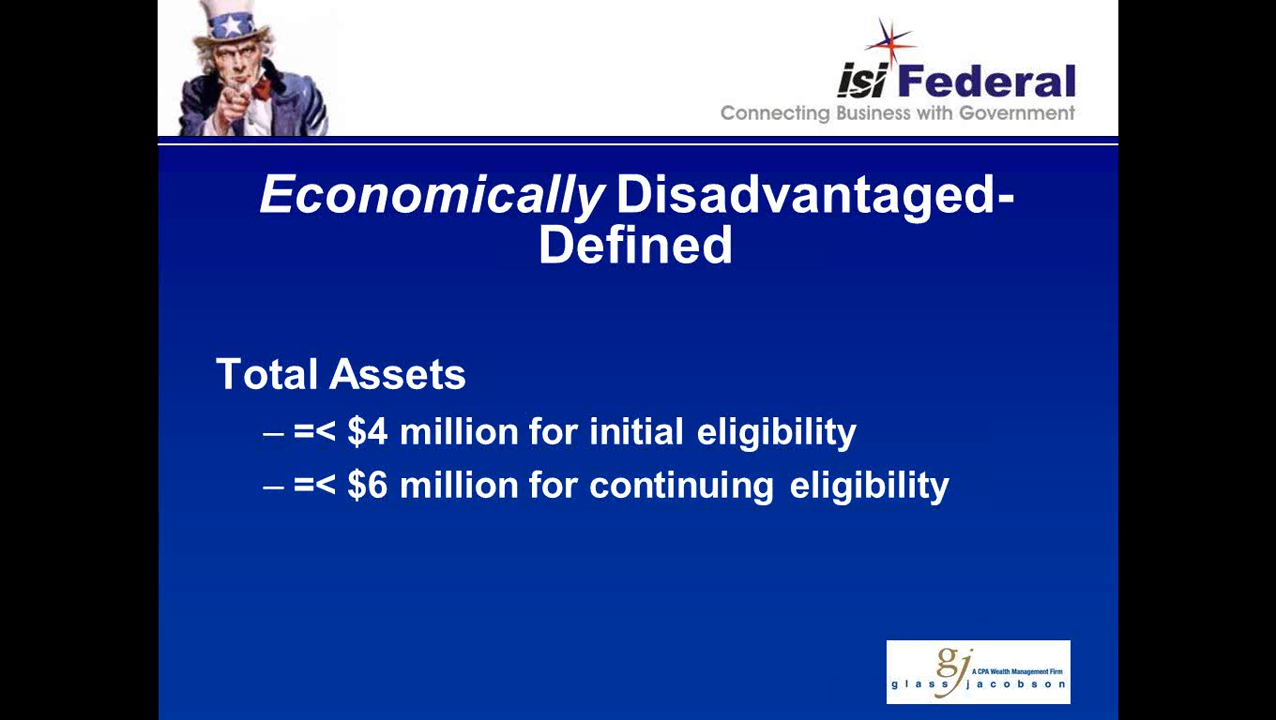 isi Federal
Connecting Business with Government
Economically Disadvantaged-
Defined
Total Assets
– =< $4 million for initial eligibility
– =< $6 million for continuing eligibility
gj
A CPA Wealth Management Firm
glass jacobson